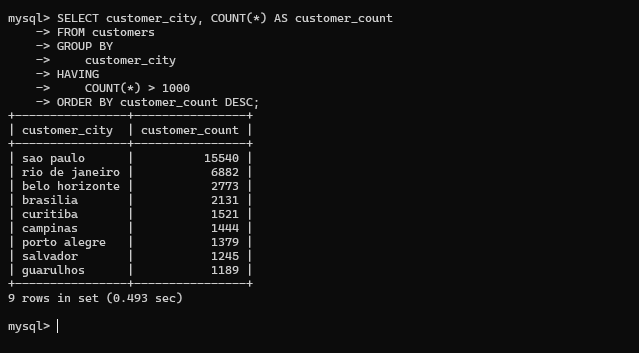 mysql> SELECT customer_city, COUNT(*) AS customer_count
    -> FROM customers
    -> GROUP BY
    ->     customer_city
    -> HAVING
    ->     COUNT(*) > 1000
    -> ORDER BY customer_count DESC;
+----------------+----------------+
| customer_city  | customer_count |
+----------------+----------------+
| sao paulo      |          15540 |
| rio de janeiro |           6882 |
| belo horizonte |           2773 |
| brasilia       |           2131 |
| curitiba       |           1521 |
| campinas       |           1444 |
| porto alegre   |           1379 |
| salvador       |           1245 |
| guarulhos      |           1189 |
+----------------+----------------+
9 rows in set (0.493 sec)
mysql>